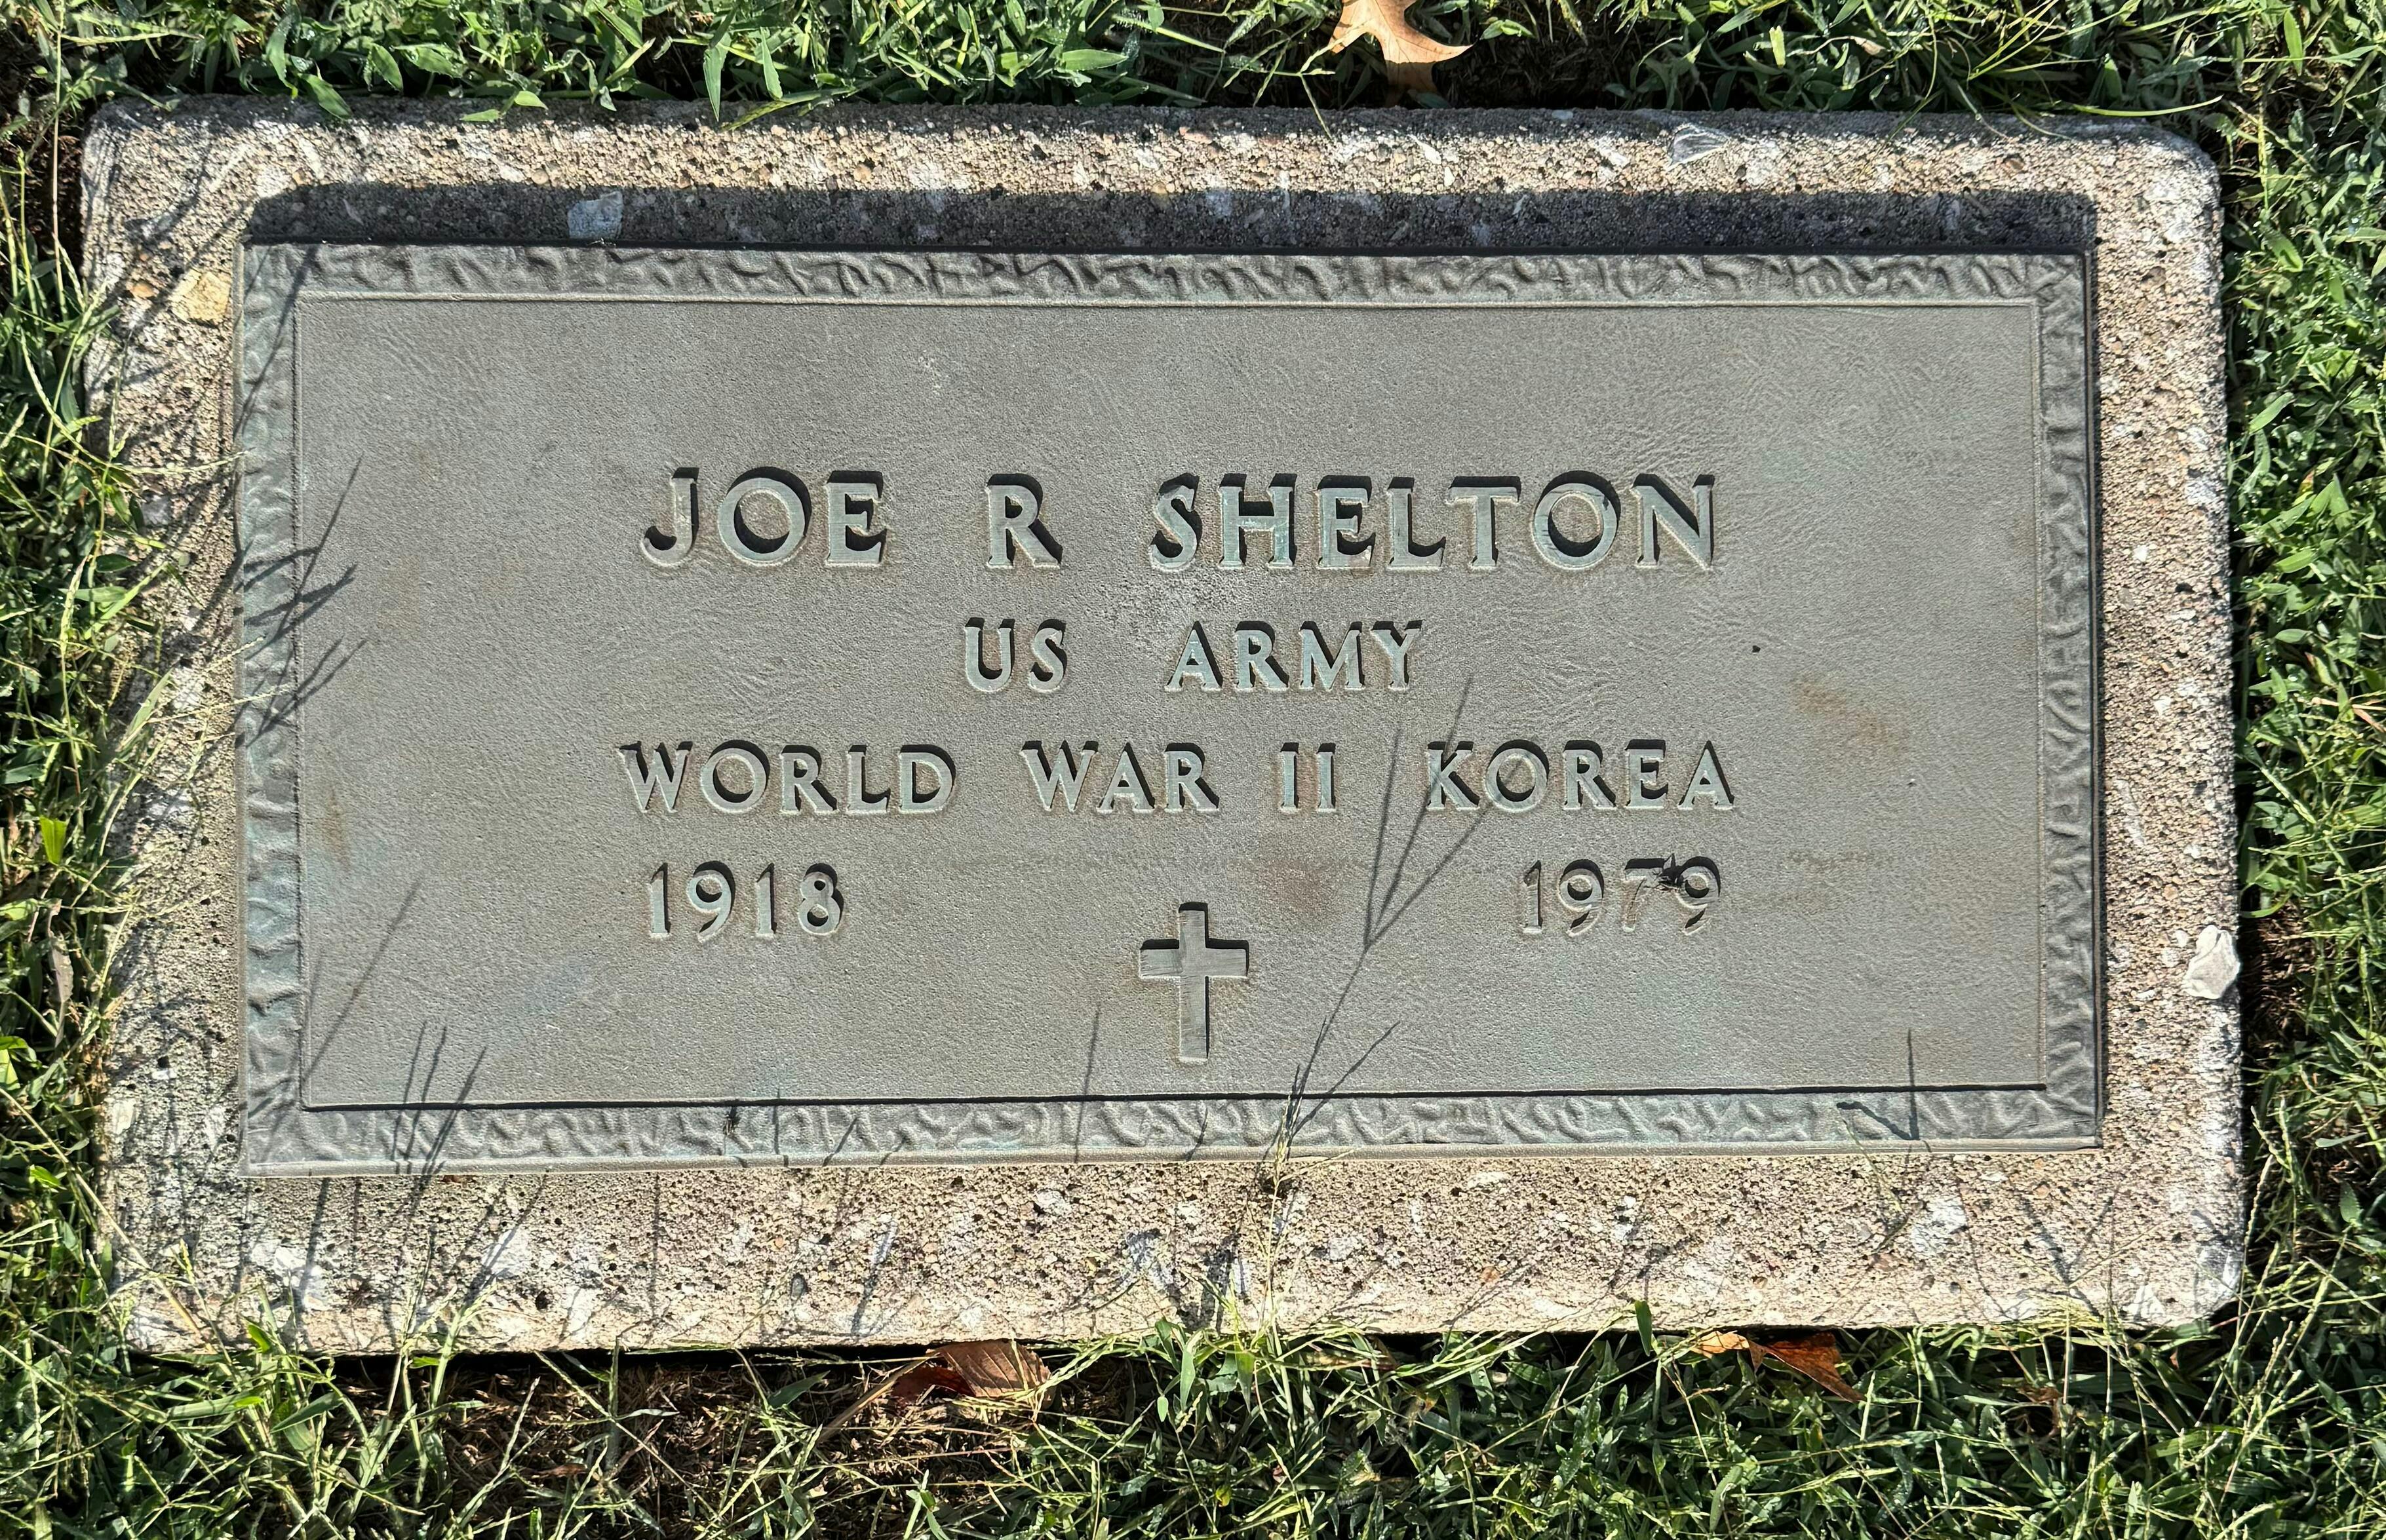 JOE R SHELTON
US ARMY
WORLD WAR II KOREA
1918 1979